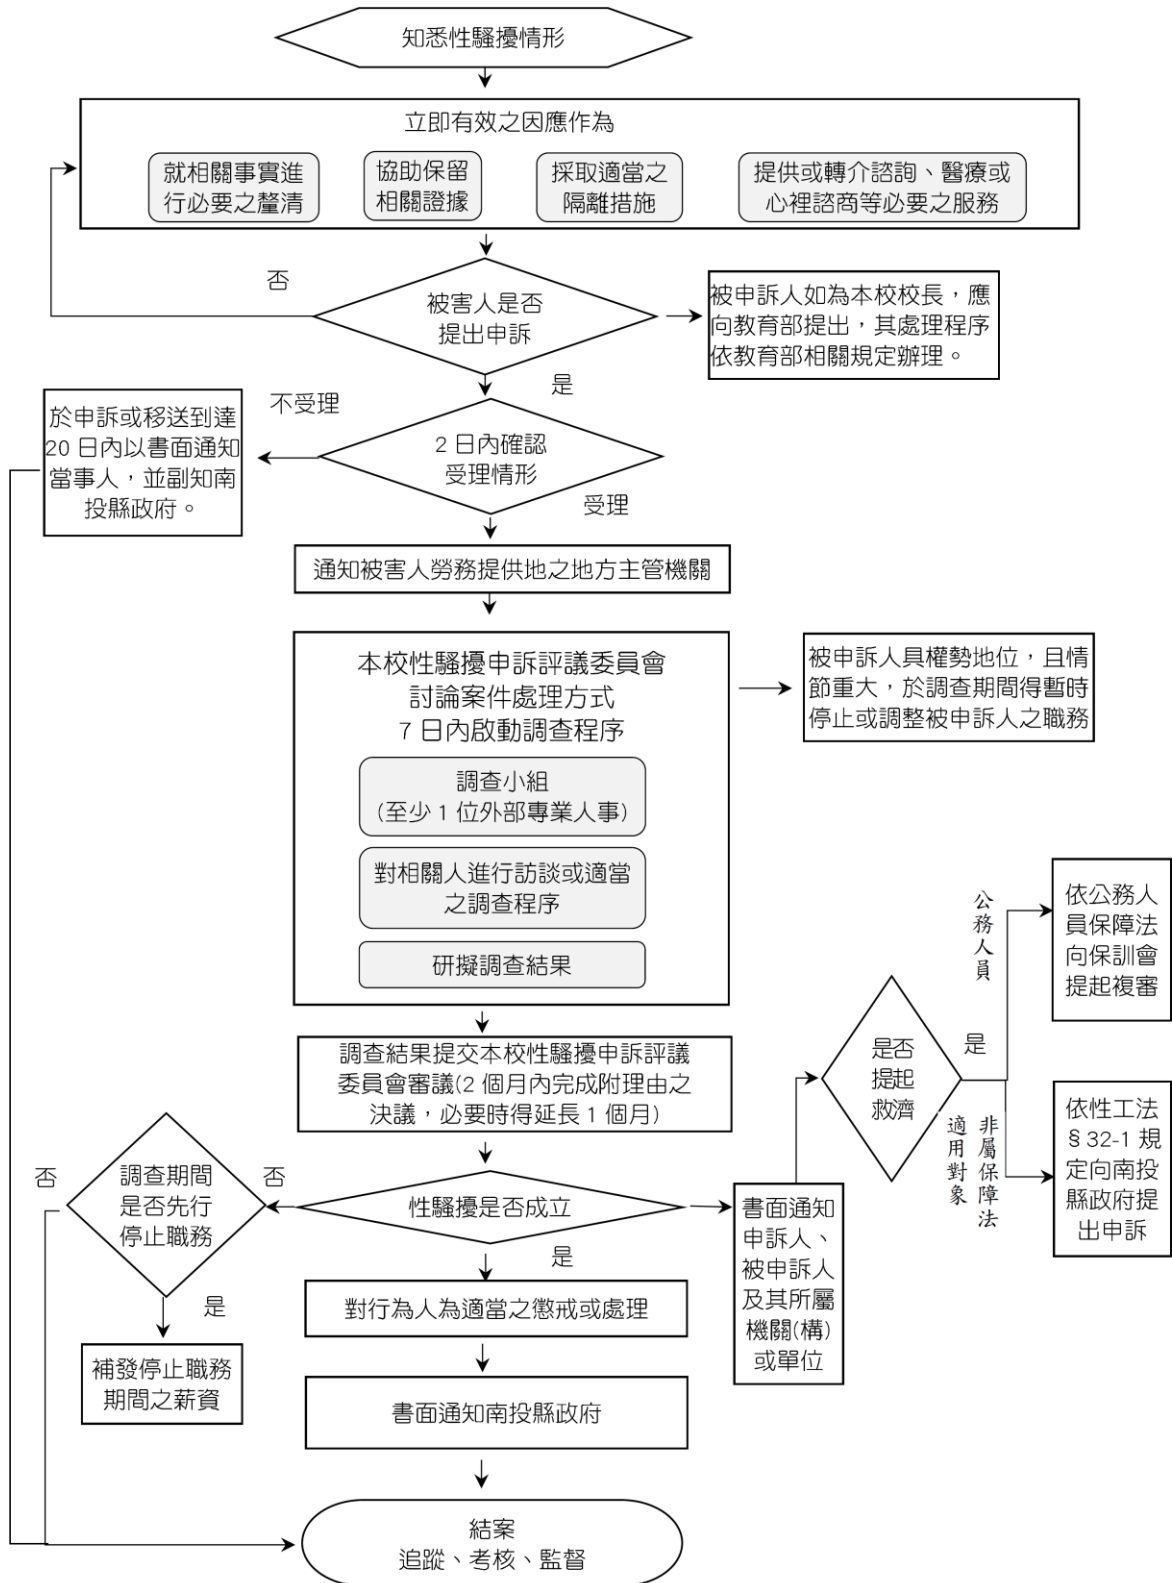 知悉性騷擾情形
立即有效之因應作為
就相關事實進
行必要之釐清
協助保留
相關證據
採取適當之
隔離措施
提供或轉介諮詢、醫療或
心裡諮商等必要之服務
否
被害人是否
提出申訴
被申訴人如為本校校長，應
向教育部提出，其處理程序
依教育部相關規定辦理。
是
不受理
於申訴或移送到達
20 日內以書面通知
當事人，並副知南
投縣政府。
2 日內確認
受理情形
受理
通知被害人勞務提供地之地方主管機關
本校性騷擾申訴評議委員會
討論案件處理方式
7 日內啟動調查程序
被申訴人具權勢地位，且情
節重大，於調查期間得暫時
停止或調整被申訴人之職務
調查小組
(至少 1 位外部專業人事)
對相關人進行訪談或適當
之調查程序
研擬調查結果
公務人員
依公務人
員保障法
向保訓會
提起複審
是否
提起
救濟
是
調查結果提交本校性騷擾申訴評議
委員會審議(2 個月內完成附理由之
決議，必要時得延長 1 個月)
非屬保障法
適用對象
依性工法
§ 32-1 規
定向南投
縣政府提
出申訴
否
調查期間
是否先行
停止職務
否
性騷擾是否成立
書面通知
申訴人、
被申訴人
及其所屬
機關(構)
或單位
是
是
對行為人為適當之懲戒或處理
補發停止職務
期間之薪資
書面通知南投縣政府
結案
追蹤、考核、監督